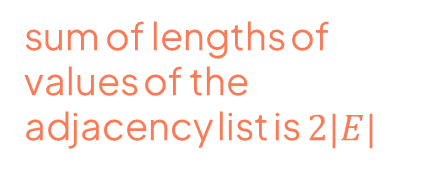 sum of lengths of
values of the
adjacency list is 2|E|